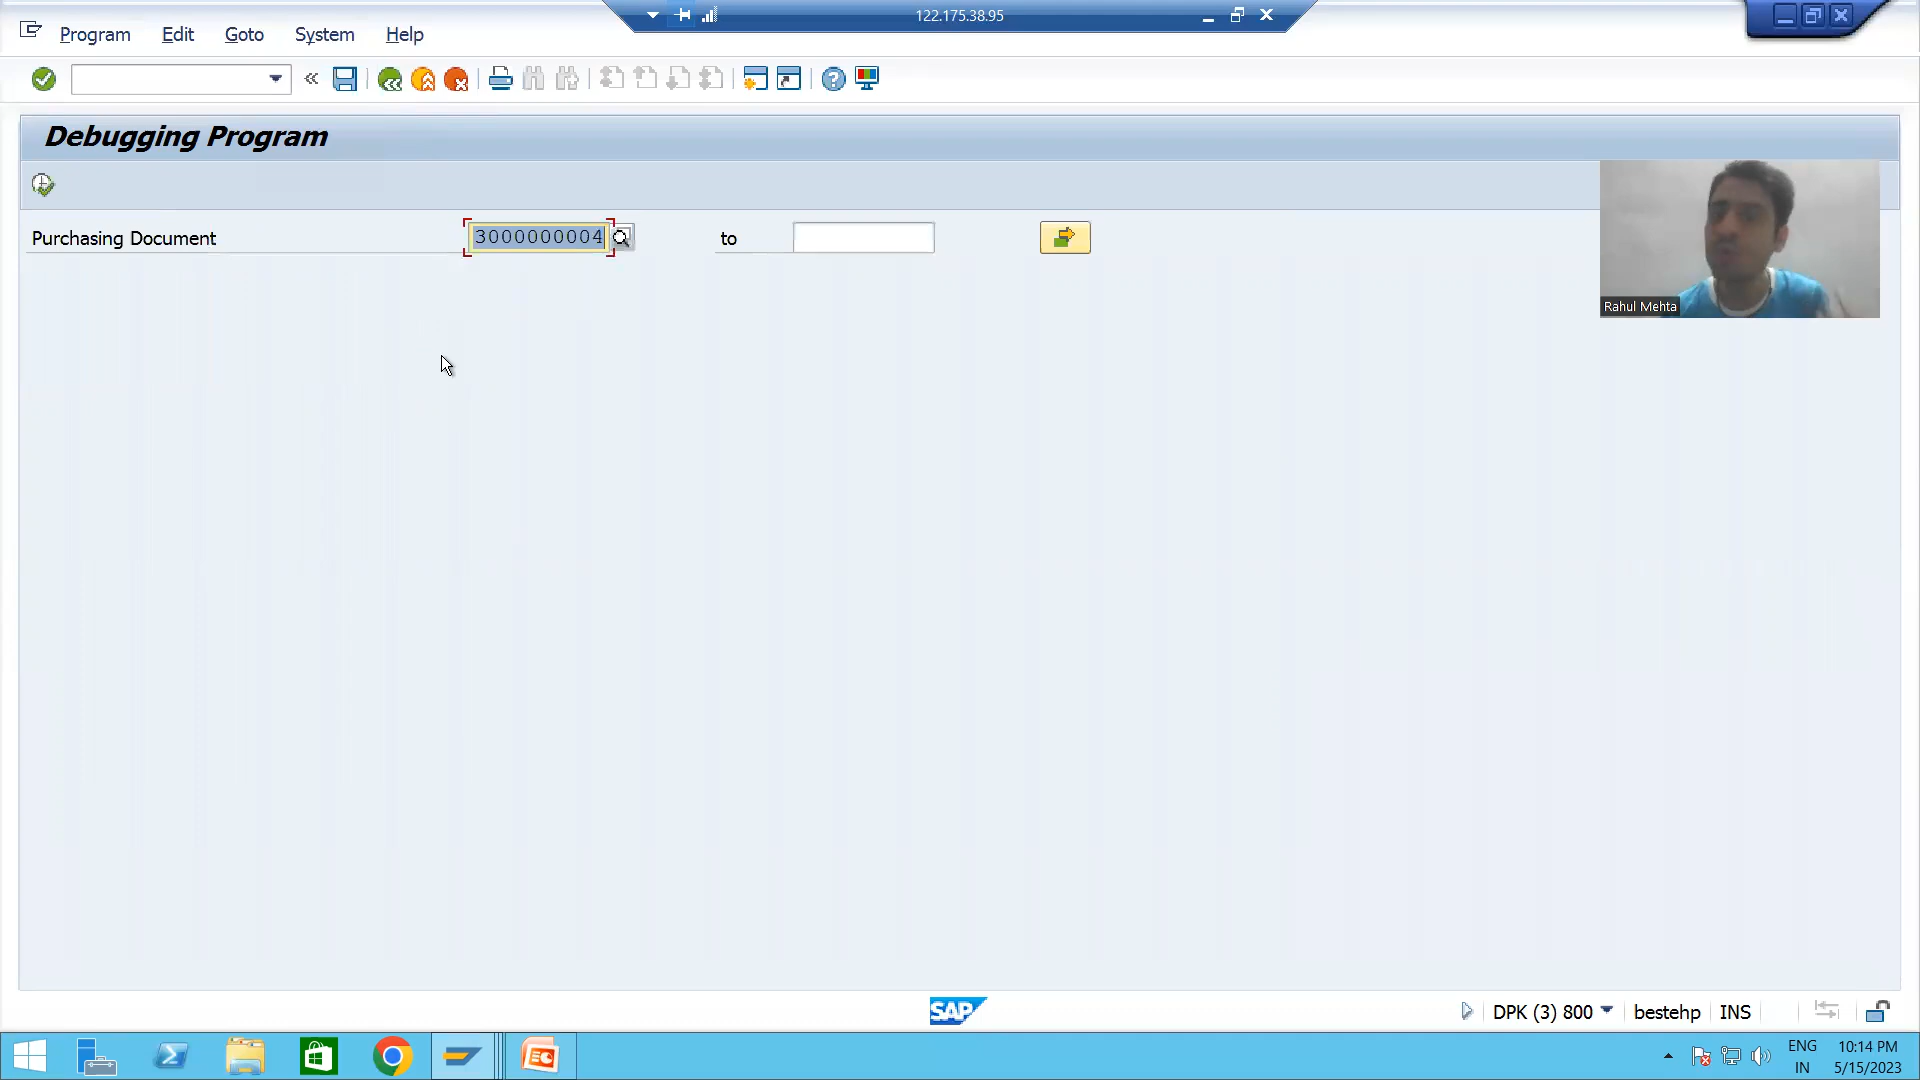 122.175.38.95
Program Edit Goto System Help
Debugging Program
Purchasing Document 3000000004 to
Rahul Mehta
SAP
DPK (3) 800 bestehp INS
ENG 10:14 PM
IN 5/15/2023